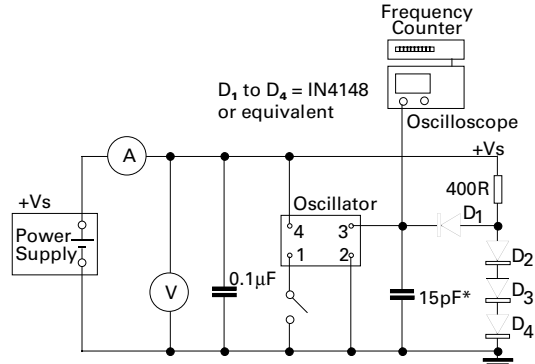 Frequency
Counter
D1 to D4 = IN4148
or equivalent
Oscilloscope
+Vs
A
400R
+Vs
Oscillator
D1
Power
Supply
4
3
1
2
D2
0.1µF
V
15pF*
D3
D4